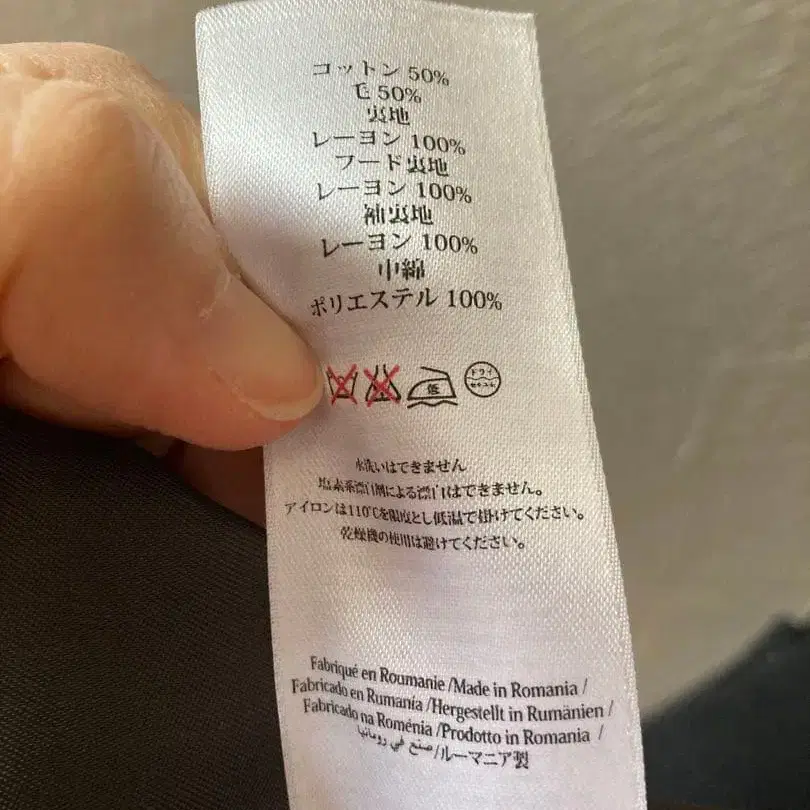 コットン 50%
毛 50%
裏地
レーヨン 100%
フード裏地
レーヨン 100%
袖裏地
レーヨン 100%
中綿
ポリエステル 100%
低
ドライ
セキユ系
水洗いはできません
塩素系漂白剤による漂白はできません。
アイロンは110℃を限度とし低温で掛けてください。
乾燥機の使用は避けてください。
Fabriqué en Roumanie /Made in Romania /
Fabricado en Rumanía /Hergestellt in Rumänien /
Fabricado na Roménia /Prodotto in Romania /
صنع في رومانيا/ルーマニア製